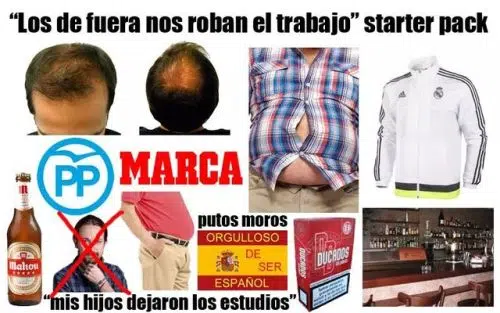 “Los de fuera nos roban el trabajo” starter pack
adidas
PP
MARCA
putos moros
ORGULLOSO
DE
SER
ESPAÑOL
Mahou
DUCADOS
“mis hijos dejaron los estudios”